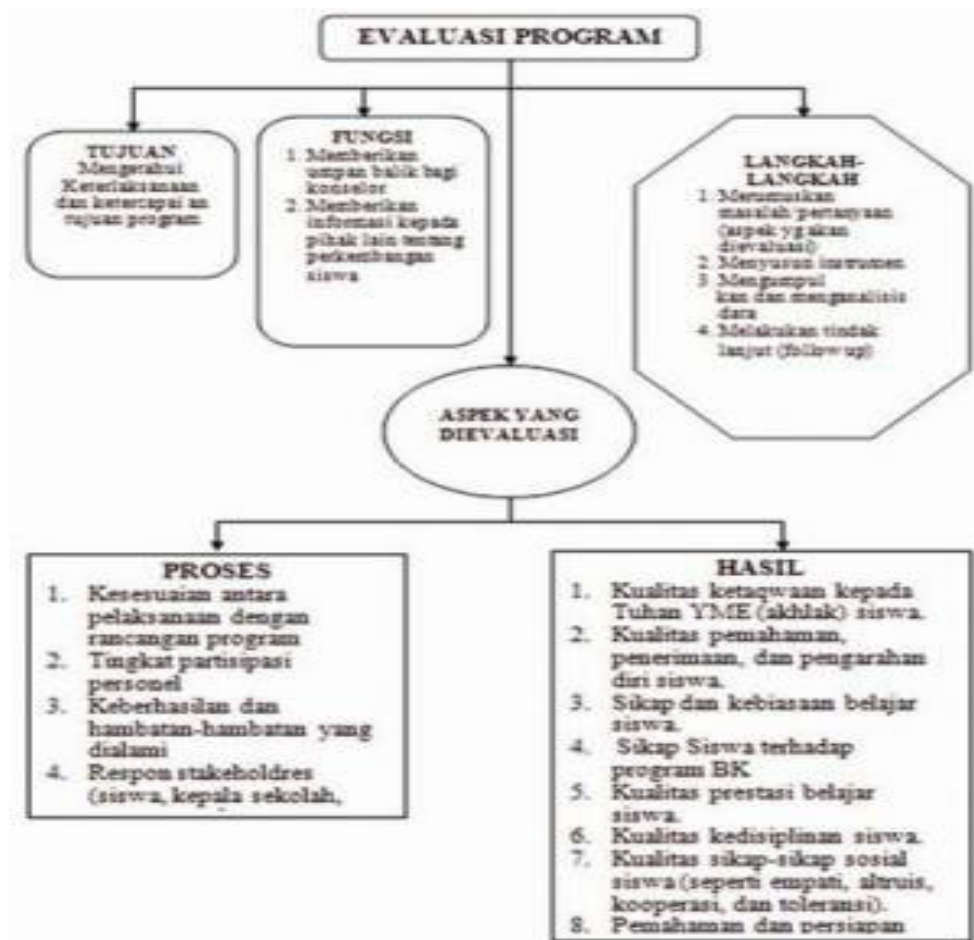 EVALUASI PROGRAM
TUJUAN
Mengetahui
Keterlaksanaan
dan ketercapai an
tujuan program
FUNGSI
1. Memberikan
umpan balik bagi
konselor
2. Memberikan
informasi kepada
pihak lain tentang
perkembangan
siswa
LANGKAH-
LANGKAH
1. Merumuskan
masalah/pertanyaan
(aspek yg akan
dievaluasi)
2. Menyusun instrumen
3. Mengumpul
kan dan menganalisis
data
4. Melakukan tindak
lanjut (followup)
ASPEK YANG
DIEVALUASI
PROSES
1. Kesesuaian antara
pelaksanaan dengan
rancangan program
2. Tingkat partisipasi
personel
3. Keberhasilan dan
hambatan-hambatan yang
dialami
4. Respon stakeholdres
(siswa, kepala sekolah,
HASIL
1. Kualitas ketaqwaan kepada
Tuhan YME (akhlak) siswa.
2. Kualitas pemahaman,
penerimaan, dan pengarahan
diri siswa.
3. Sikap dan kebiasaan belajar
siswa.
4. Sikap Siswa terhadap
program BK
5. Kualitas prestasi belajar
siswa.
6. Kualitas kedisiplinan siswa.
7. Kualitas sikap-sikap sosial
siswa (seperti empati, altruis,
kooperasi, dan toleransi).
8. Pemahaman dan persiapan